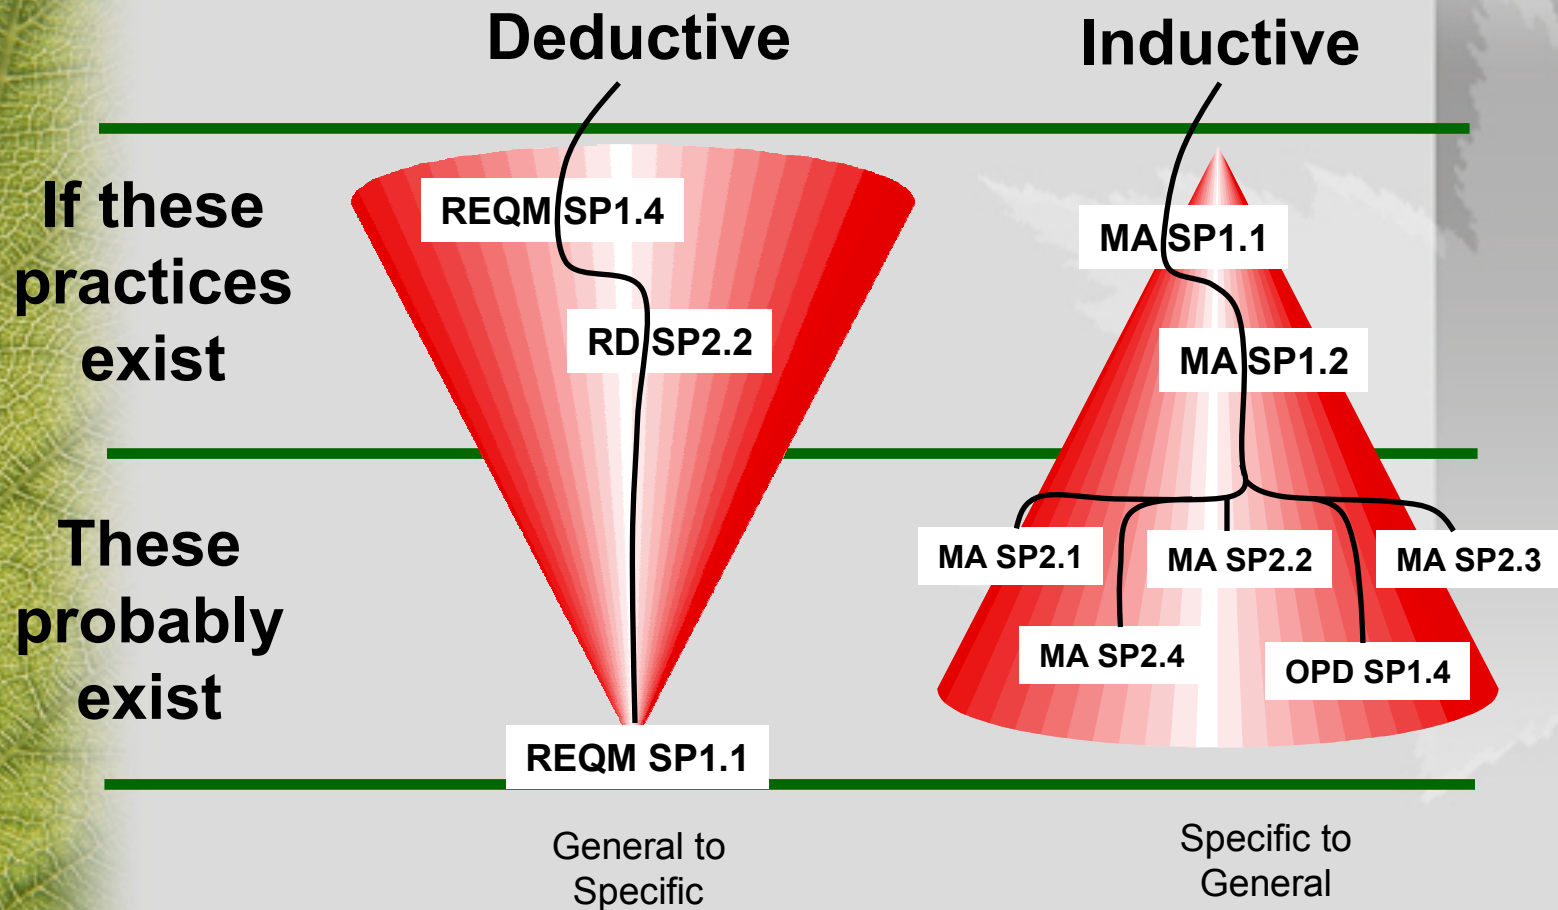 Deductive
Inductive
If these
practices
exist
REQM SP1.4
RD SP2.2
MA SP1.1
MA SP1.2
These
probably
exist
MA SP2.1
MA SP2.2
MA SP2.3
MA SP2.4
OPD SP1.4
REQM SP1.1
General to
Specific
Specific to
General